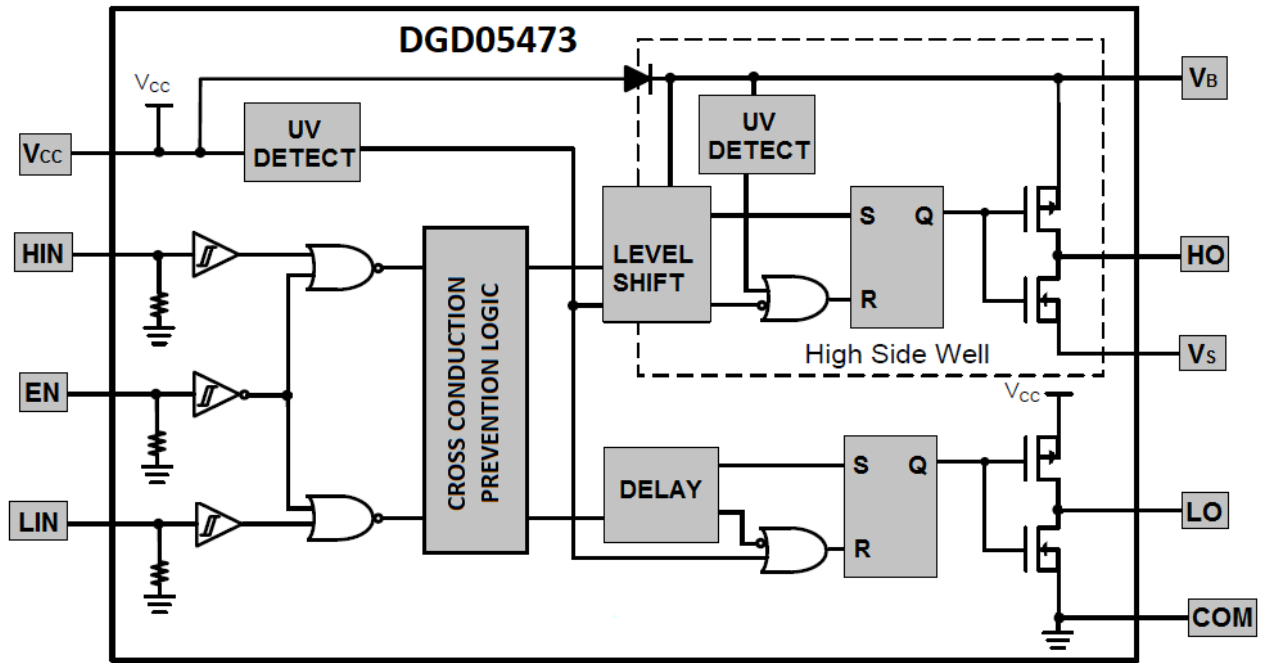 DGD05473
VCC
VB
VCC
UV
DETECT
UV
DETECT
HIN
LEVEL
SHIFT
S
Q
R
HO
High Side Well
VS
EN
CROSS CONDUCTION
PREVENTION LOGIC
VCC
DELAY
S
Q
R
LIN
LO
COM